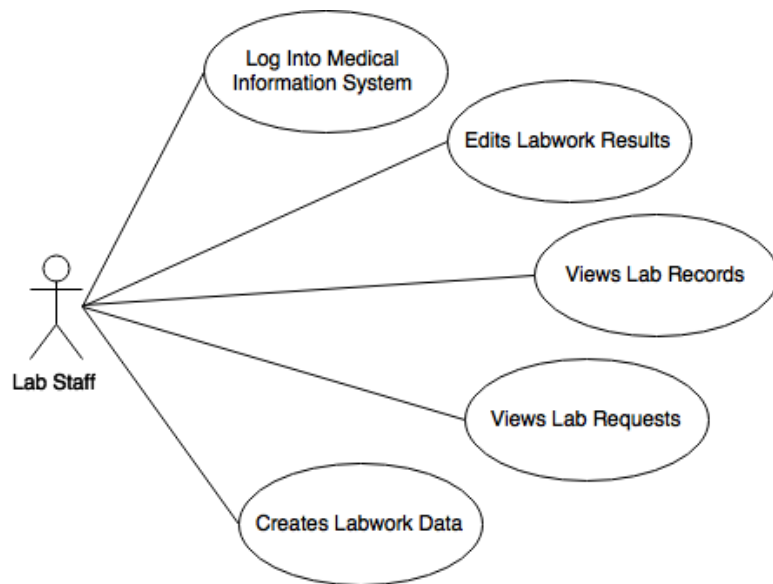 Log Into Medical
Information System
Edits Labwork Results
Views Lab Records
Lab Staff
Views Lab Requests
Creates Labwork Data